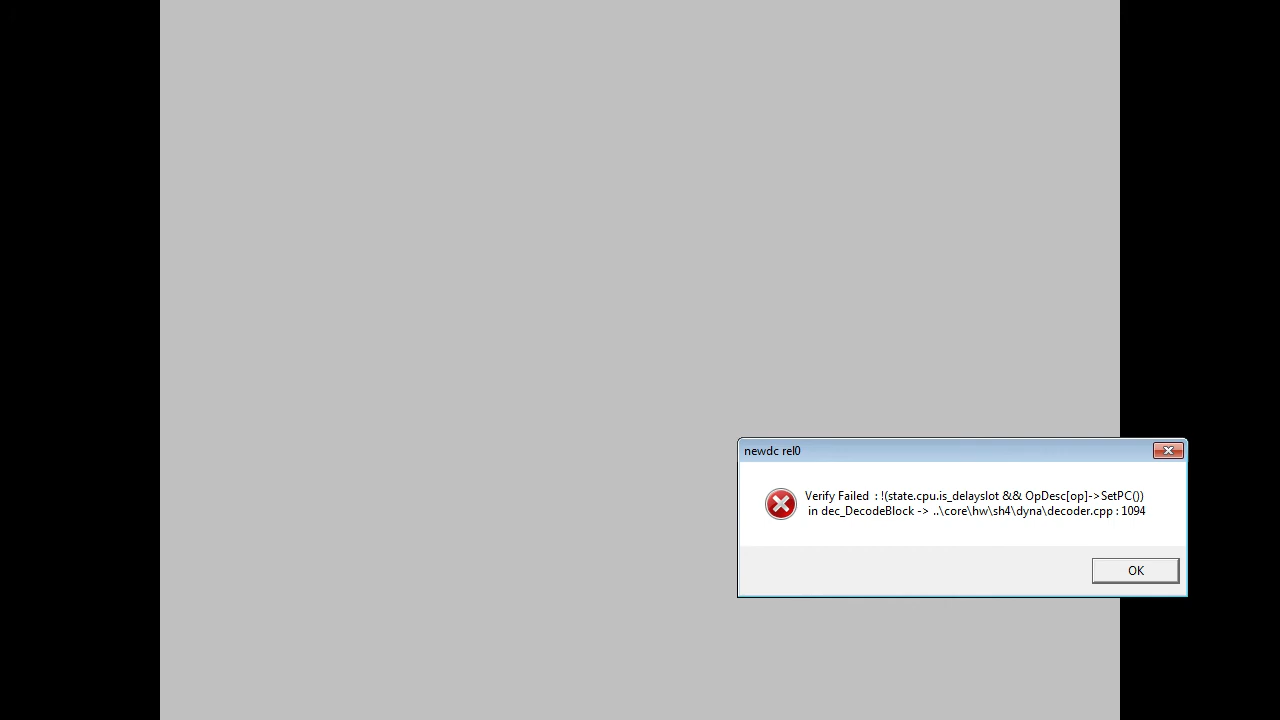 newdc rel0
Verify Failed  : !(state.cpu.is_delayslot && OpDesc[op]->SetPC())
in dec_DecodeBlock -> ..\core\hw\sh4\dyna\decoder.cpp : 1094
OK